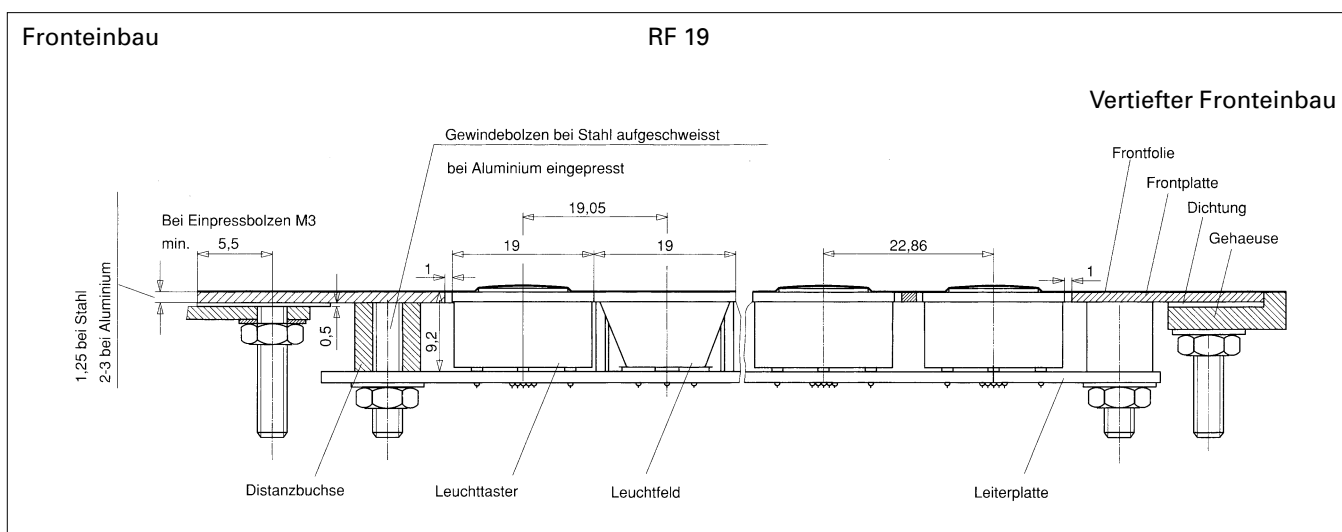 Fronteinbau
RF 19
Vertiefter Fronteinbau
Gewindebolzen bei Stahl aufgeschweisst
bei Aluminium eingepresst
Frontfolie
Frontplatte
Dichtung
Gehaeuse
Bei Einpressbolzen M3
min.
5,5
19,05
19
19
22,86
1
1
1,25 bei Stahl
2-3 bei Aluminium
0,5
9,2
Distanzbuchse
Leuchttaster
Leuchtfeld
Leiterplatte